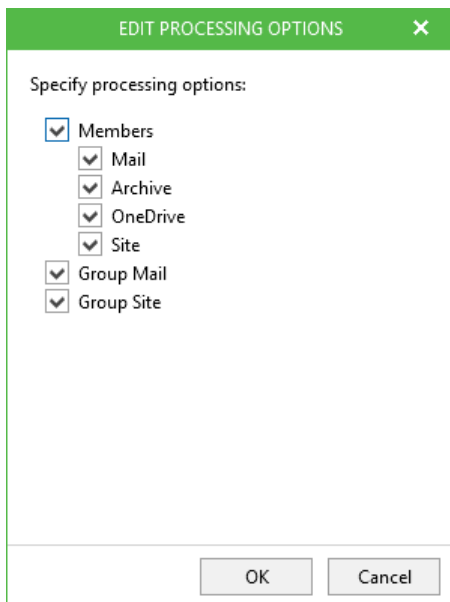 EDIT PROCESSING OPTIONS
Specify processing options:
Members
Mail
Archive
OneDrive
Site
Group Mail
Group Site
OK Cancel